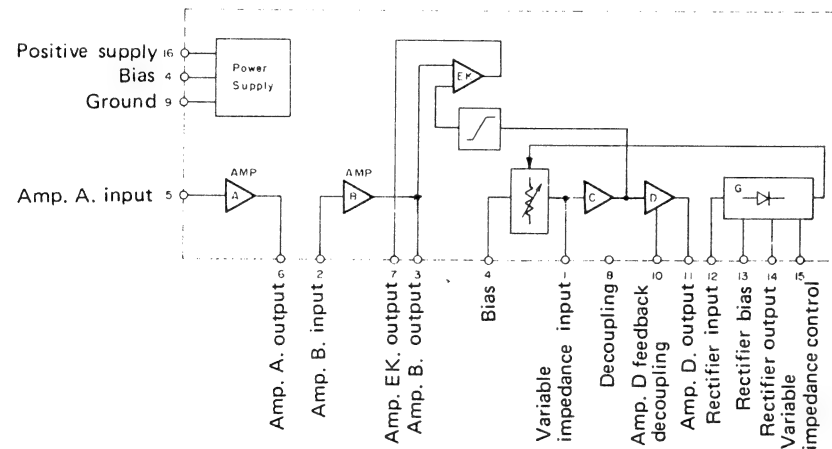 Positive supply 16
Bias 4
Ground 9
Power
Supply
EK
AMP
A
AMP
B
C
D
G
Amp. A. input 5
6
2
7
3
4
1
8
10
11
12
13
14
15
Amp. A. output
Amp. B. input
Amp. EK. output
Amp. B. output
Bias
Variable
impedance input
Decoupling
Amp. D feedback
decoupling
Amp. D. output
Rectifier input
Rectifier bias
Rectifier output
Variable
impedance control